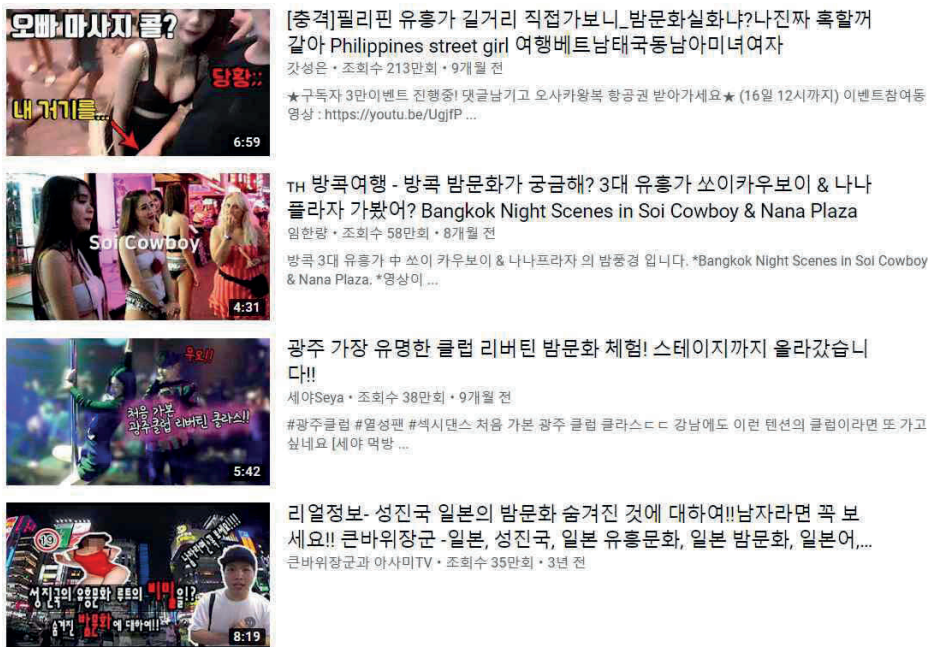 오빠 마사지 콜?
당황;;
내 거기를...
6:59
[충격]필리핀 유흥가 길거리 직접가보니_밤문화실화냐?나진짜 혹할꺼
같아 Philippines street girl 여행베트남태국동남아미녀여자
갓성은 • 조회수 213만회 • 9개월 전
★구독자 3만이벤트 진행중! 댓글남기고 오사카왕복 항공권 받아가세요★ (16일 12시까지) 이벤트참여동
영상 : https://youtu.be/UgjfP ...
Soi Cowboy
4:31
TH 방콕여행 - 방콕 밤문화가 궁금해? 3대 유흥가 쏘이카우보이 & 나나
플라자 가봤어? Bangkok Night Scenes in Soi Cowboy & Nana Plaza
임한량 • 조회수 58만회 • 8개월 전
방콕 3대 유흥가 中 쏘이 카우보이 & 나나프라자 의 밤풍경 입니다. *Bangkok Night Scenes in Soi Cowboy
& Nana Plaza. *영상이 ...
우오!!
처음 가본
광주클럽 리버틴 클라스!!
5:42
광주 가장 유명한 클럽 리버틴 밤문화 체험! 스테이지까지 올라갔습니
다!!
세야Seya • 조회수 38만회 • 9개월 전
#광주클럽 #열성팬 #섹시댄스 처음 가본 광주 클럽 클라스ㄷㄷ 강남에도 이런 텐션의 클럽이라면 또 가고
싶네요 [세야 먹방 ...
19
성진국의 유흥문화 루트의 비밀일!?
숨겨진 밤문화에 대하여!!
8:19
리얼정보- 성진국 일본의 밤문화 숨겨진 것에 대하여!!남자라면 꼭 보
세요!! 큰바위장군 -일본, 성진국, 일본 유흥문화, 일본 밤문화, 일본어,...
큰바위장군과 아사미TV • 조회수 35만회 • 3년 전